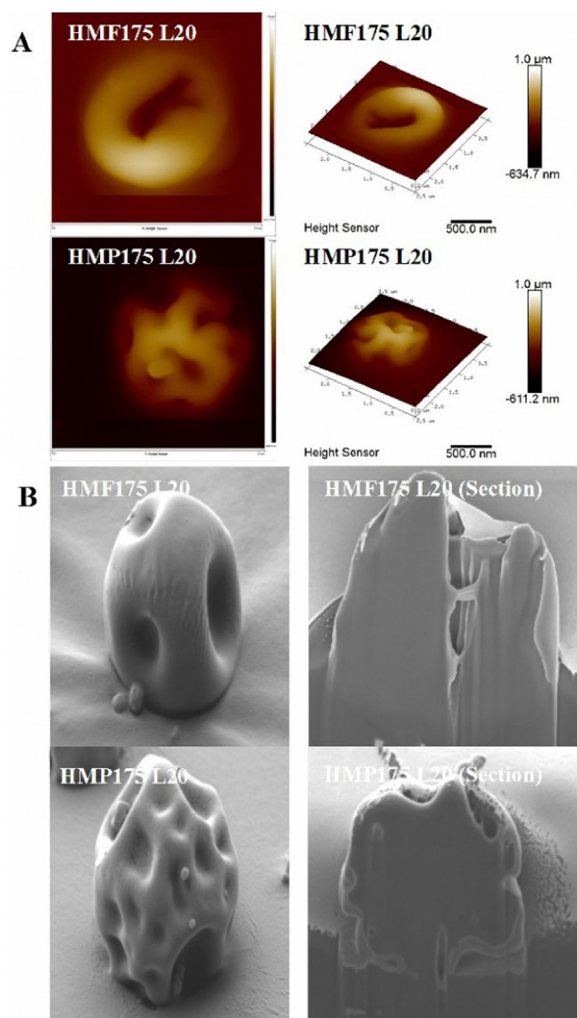 A
HMF175 L20
HMF175 L20
1.0 µm
-634.7 nm
Height Sensor
500.0 nm
HMP175 L20
HMP175 L20
1.0 µm
-611.2 nm
Height Sensor
500.0 nm
B
HMF175 L20
HMF175 L20 (Section)
HMP175 L20
HMP175 L20 (Section)